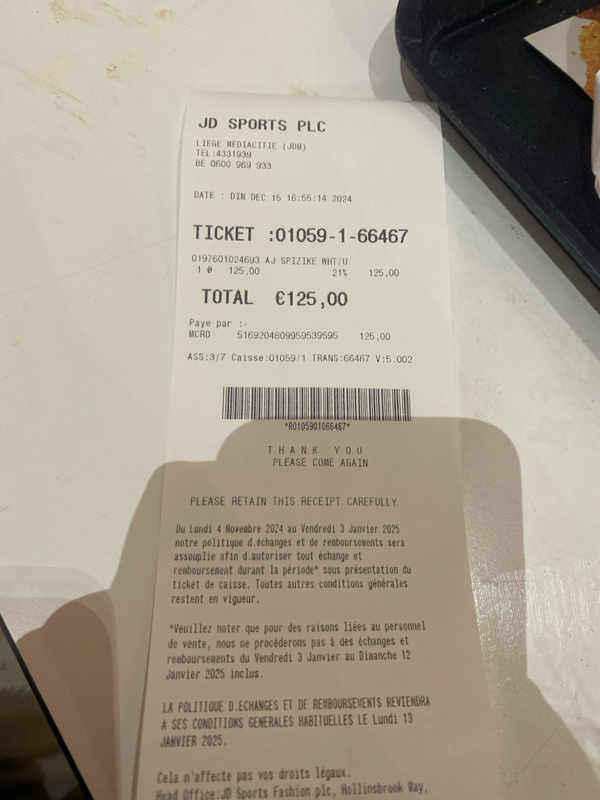 JD SPORTS PLC
LIEGE MEDIACITIE (JDB)
TEL:4331939
BE 0600 969 933
DATE : DIN DEC 15 16:55:14 2024
TICKET :01059-1-66467
0197601024693 AJ SPIZIKE WHT/U
1 @ 125,00 21% 125,00
TOTAL €125,00
Paye par :-
MCRD 5169204809959539595 125,00
ASS:3/7 Caisse:01059/1 TRANS:66467 V:5.002
*R0105901066467*
THANK YOU
PLEASE COME AGAIN
PLEASE RETAIN THIS RECEIPT CAREFULLY
Du Lundi 4 Novembre 2024 au Vendredi 3 Janvier 2025
notre politique d.échanges et de remboursements sera
assouplie afin d.autoriser tout échange et
remboursement durant la période* sous présentation du
ticket de caisse. Toutes autres conditions générales
restent en vigueur.
*Veuillez noter que pour des raisons liées au personnel
de vente, nous ne procéderons pas à des échanges et
remboursements du Vendredi 3 Janvier au Dimanche 12
Janvier 2025 inclus.
LA POLITIQUE D.ECHANGES ET DE REMBOURSEMENTS REVIENDRA
A SES CONDITIONS GENERALES HABITUELLES LE Lundi 13
JANVIER 2025.
Cela n'affecte pas vos droits légaux.
Head Office:JD Sports Fashion plc, Hollinsbrook Way,